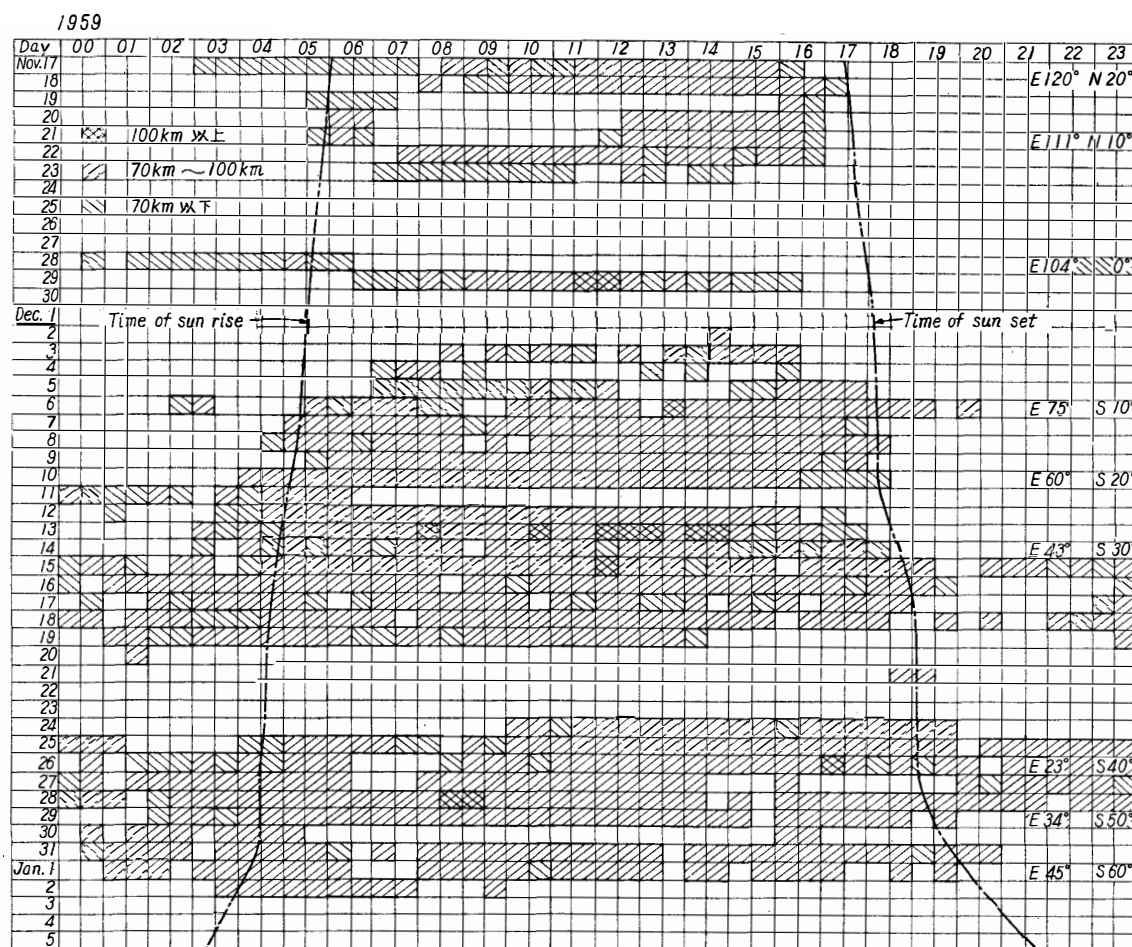 1959
Day 00 01 02 03 04 05 06 07 08 09 10 11 12 13 14 15 16 17 18 19 20 21 22 23
Nov.17
E 120° N 20°
18
19
20
21
100km 以上
E 111° N 10°
22
23
70km ~ 100km
24
25
70km 以下
26
27
28
E 104° 0°
29
30
Dec. 1
Time of sun rise
Time of sun set
2
3
4
5
6
E 75° S 10°
7
8
9
10
E 60° S 20°
11
12
13
14
E 43° S 30°
15
16
17
18
19
20
21
22
23
24
25
26
E 23° S 40°
27
28
29
E 34° S 50°
30
31
Jan. 1
E 45° S 60°
2
3
4
5